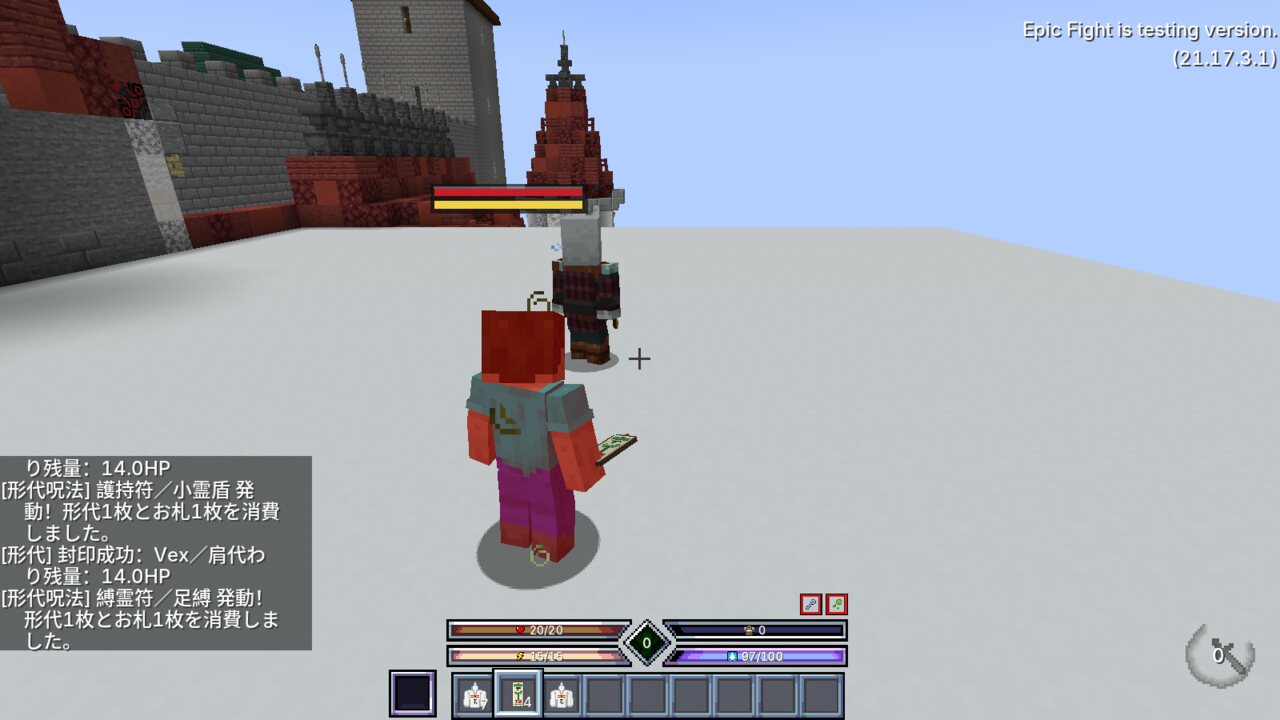 Epic Fight is testing version.
(21.17.3.1)
り残量: 14.0HP
[形代呪法] 護持符／小霊盾 発
動！ 形代1枚とお札1枚を消費
しました。
[形代] 封印成功: Vex／肩代わ
り残量: 14.0HP
[形代呪法] 縛霊符／足縛 発動！
形代1枚とお札1枚を消費しま
した。
20/20
0
0
15/15
97/100
7
4
0